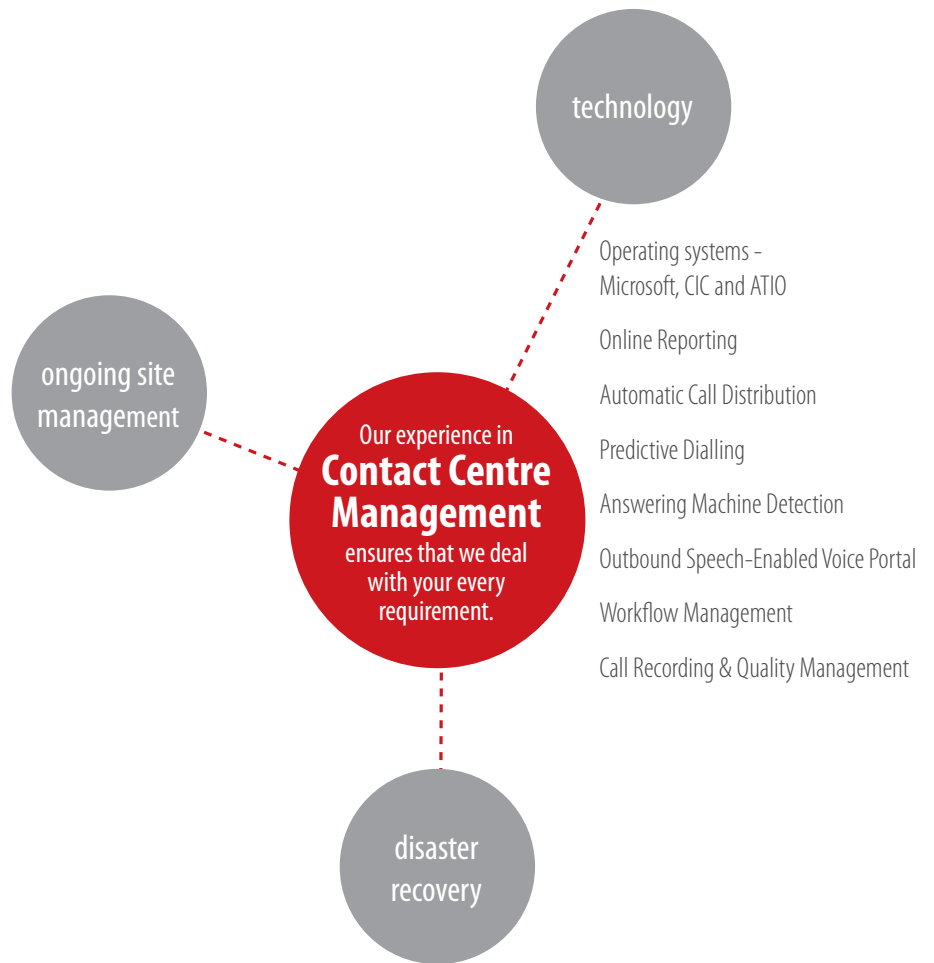 technology
Operating systems -
Microsoft, CIC and ATIO
Online Reporting
Automatic Call Distribution
Predictive Dialling
Answering Machine Detection
Outbound Speech-Enabled Voice Portal
Workflow Management
Call Recording & Quality Management
ongoing site
management
Our experience in
Contact Centre
Management
ensures that we deal
with your every
requirement.
disaster
recovery